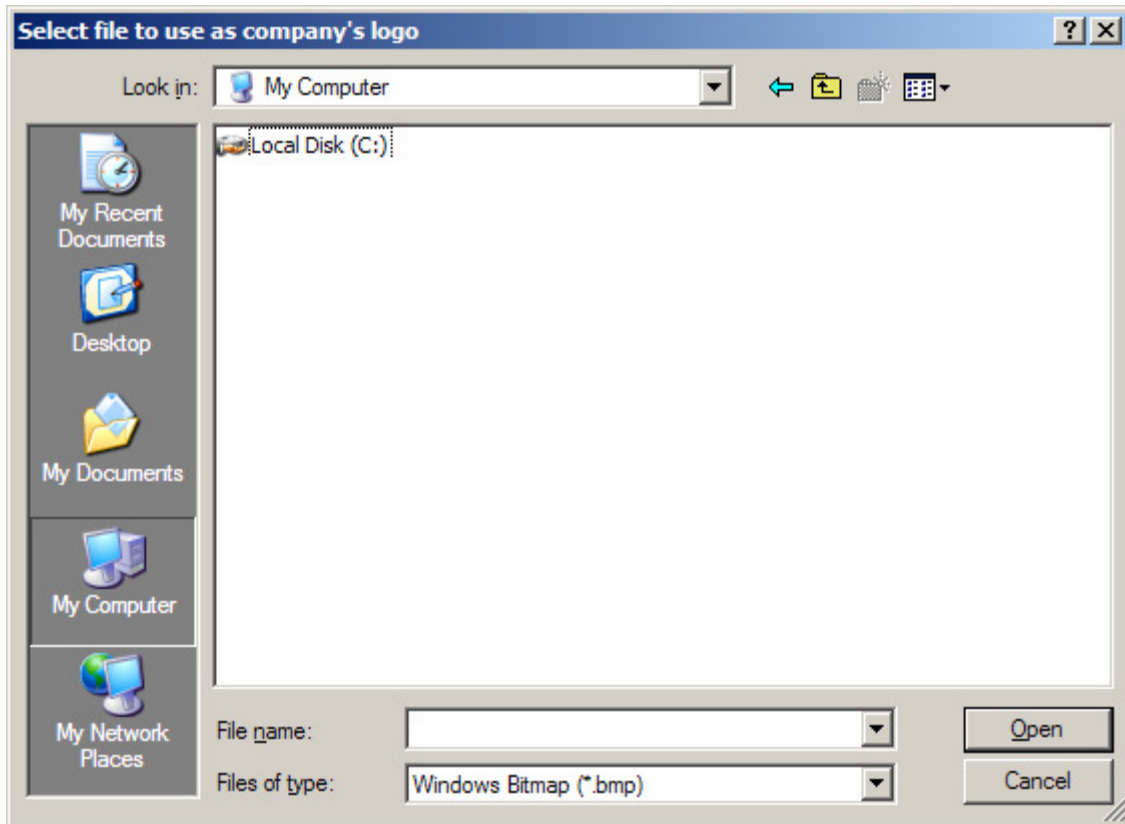 Select file to use as company's logo
Look in:
My Computer
Local Disk (C:)
My Recent
Documents
Desktop
My Documents
My Computer
My Network
Places
File name:
Open
Files of type:
Windows Bitmap (*.bmp)
Cancel